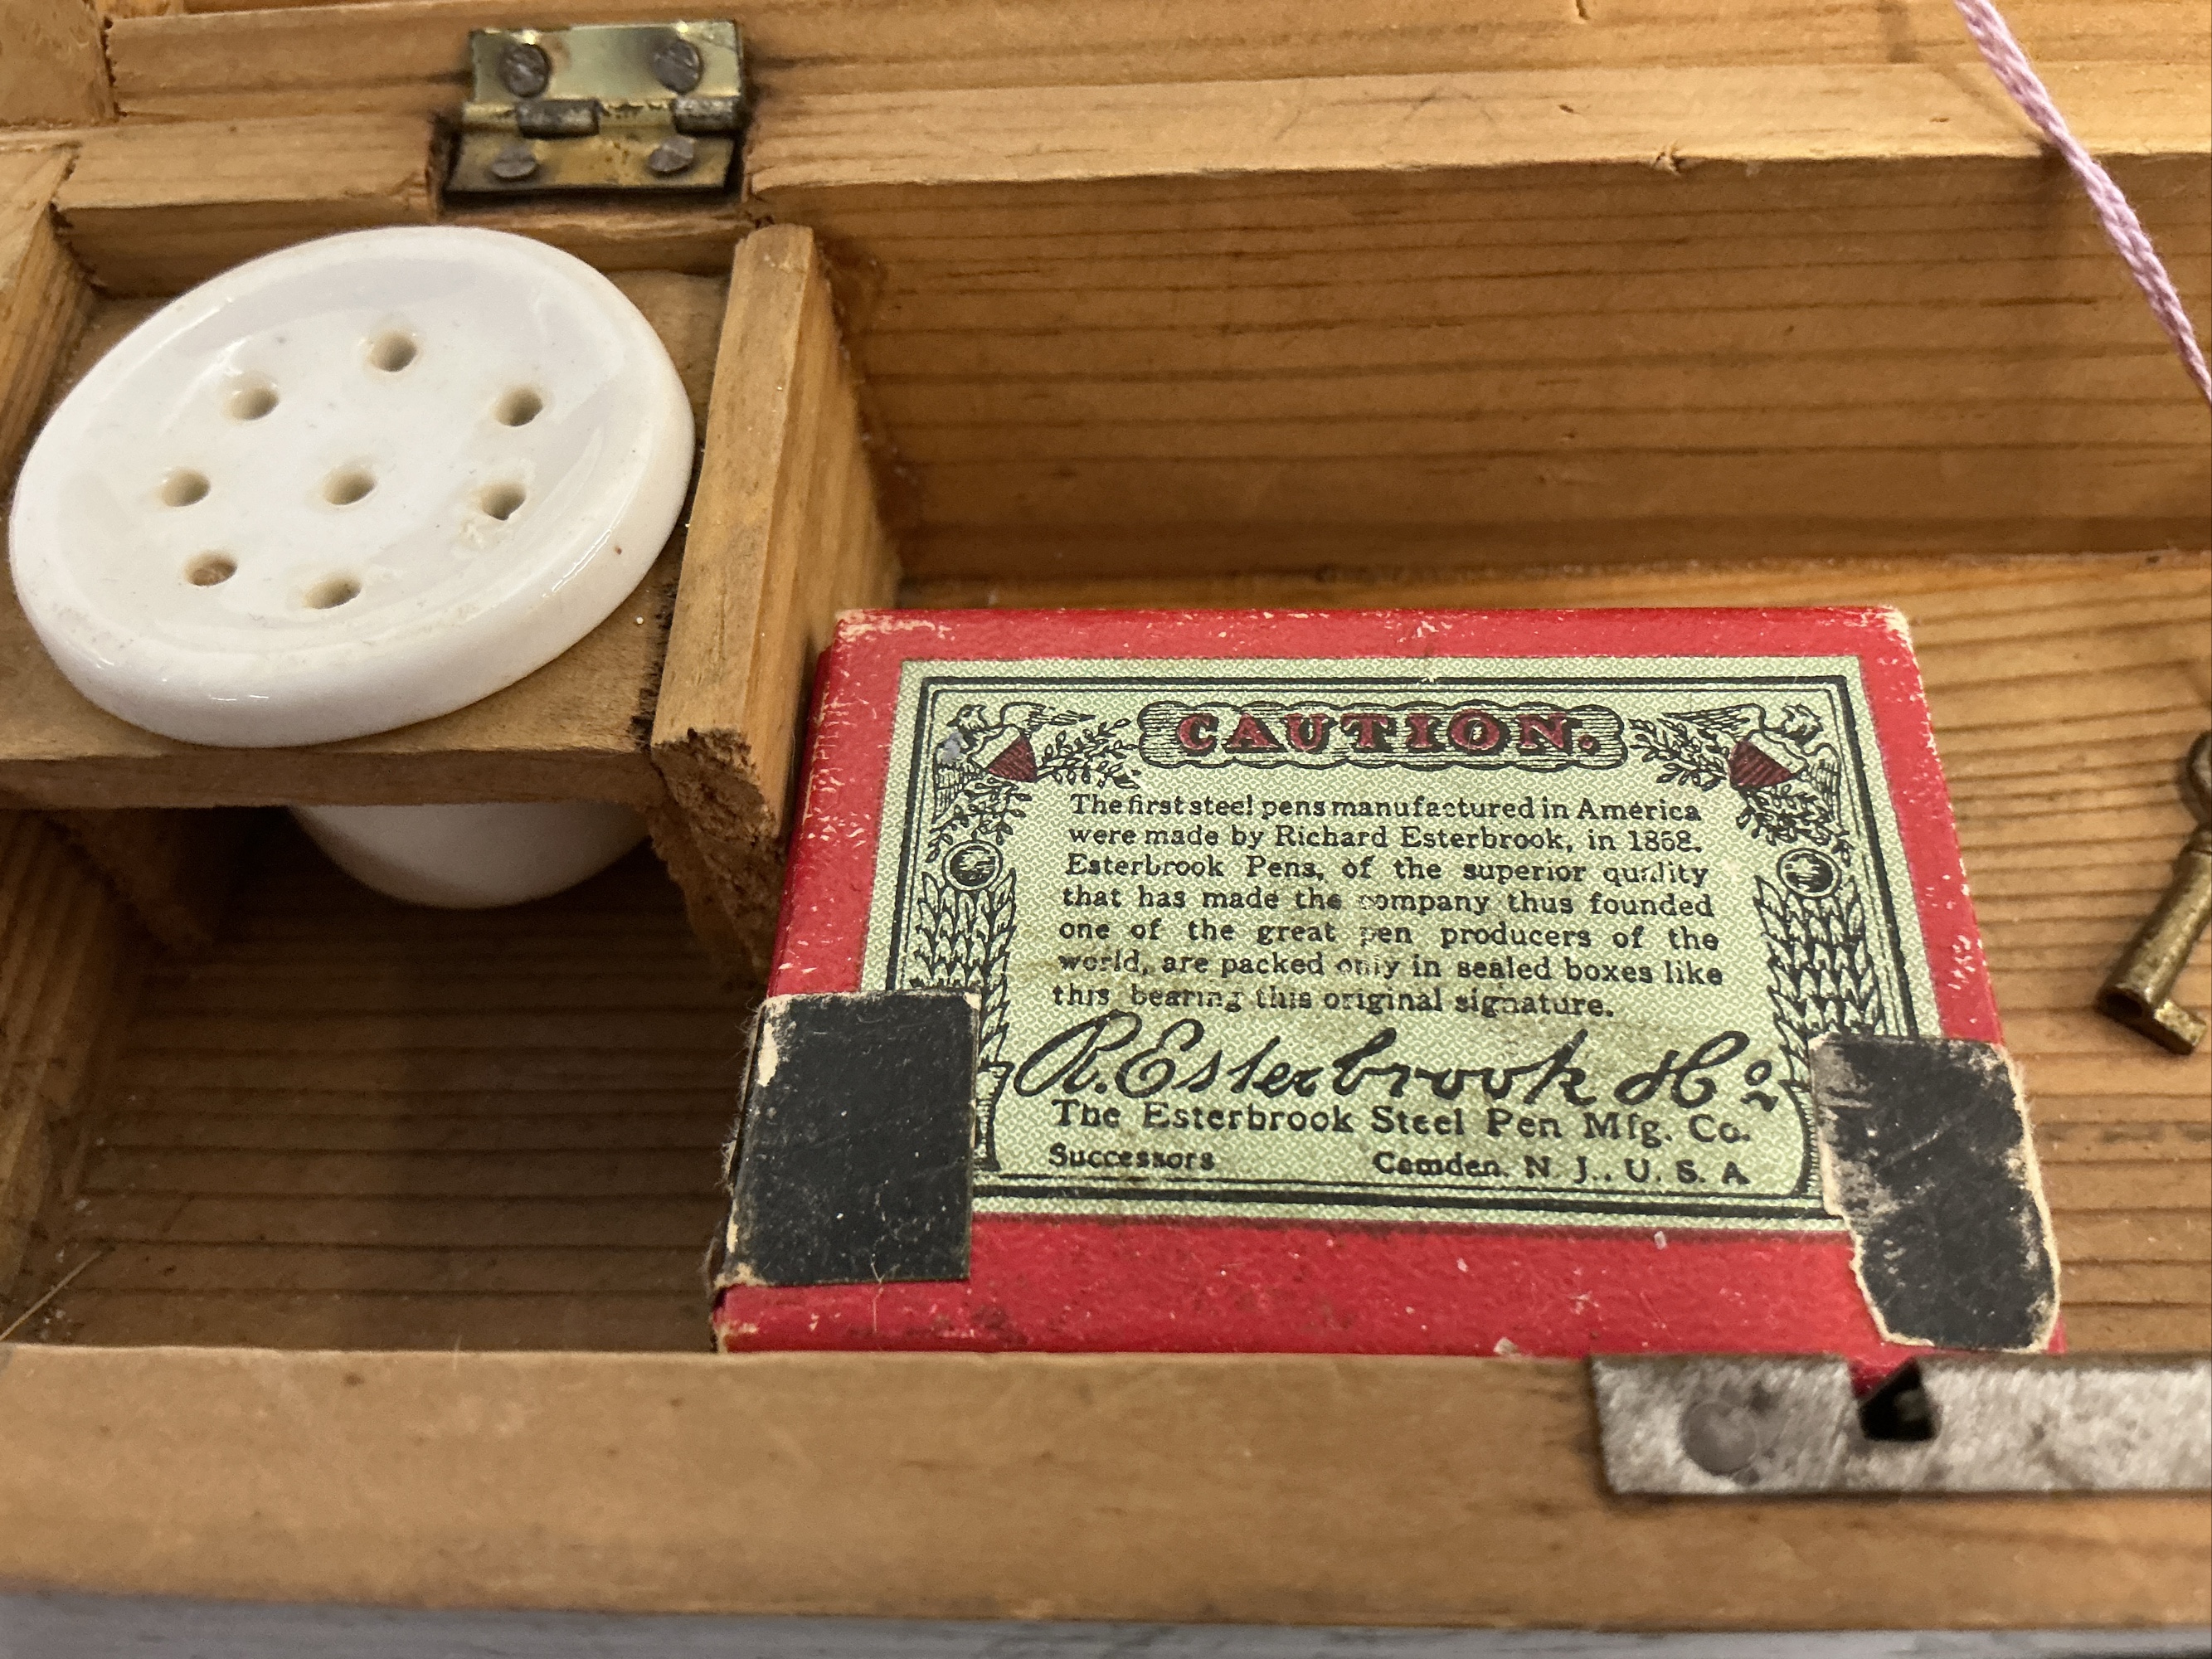 CAUTION.
The first steel pens manufactured in America
were made by Richard Esterbrook, in 1858.
Esterbrook Pens, of the superior quality
that has made the company thus founded
one of the great pen producers of the
world, are packed only in sealed boxes like
this bearing this original signature.
R. Esterbrook & Co
The Esterbrook Steel Pen Mfg. Co.
Successors Camden. N. J., U. S. A